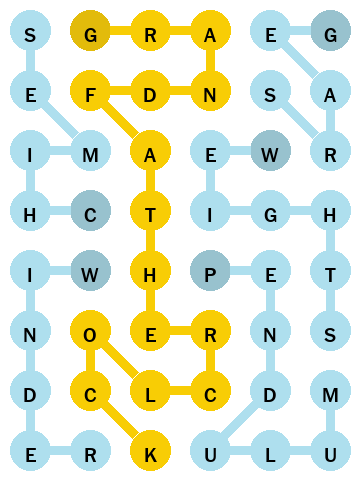 S G R A E G
E F D N S A
I M A E W R
H C T I G H
I W H P E T
N O E R N S
D C L C D M
E R K U L U